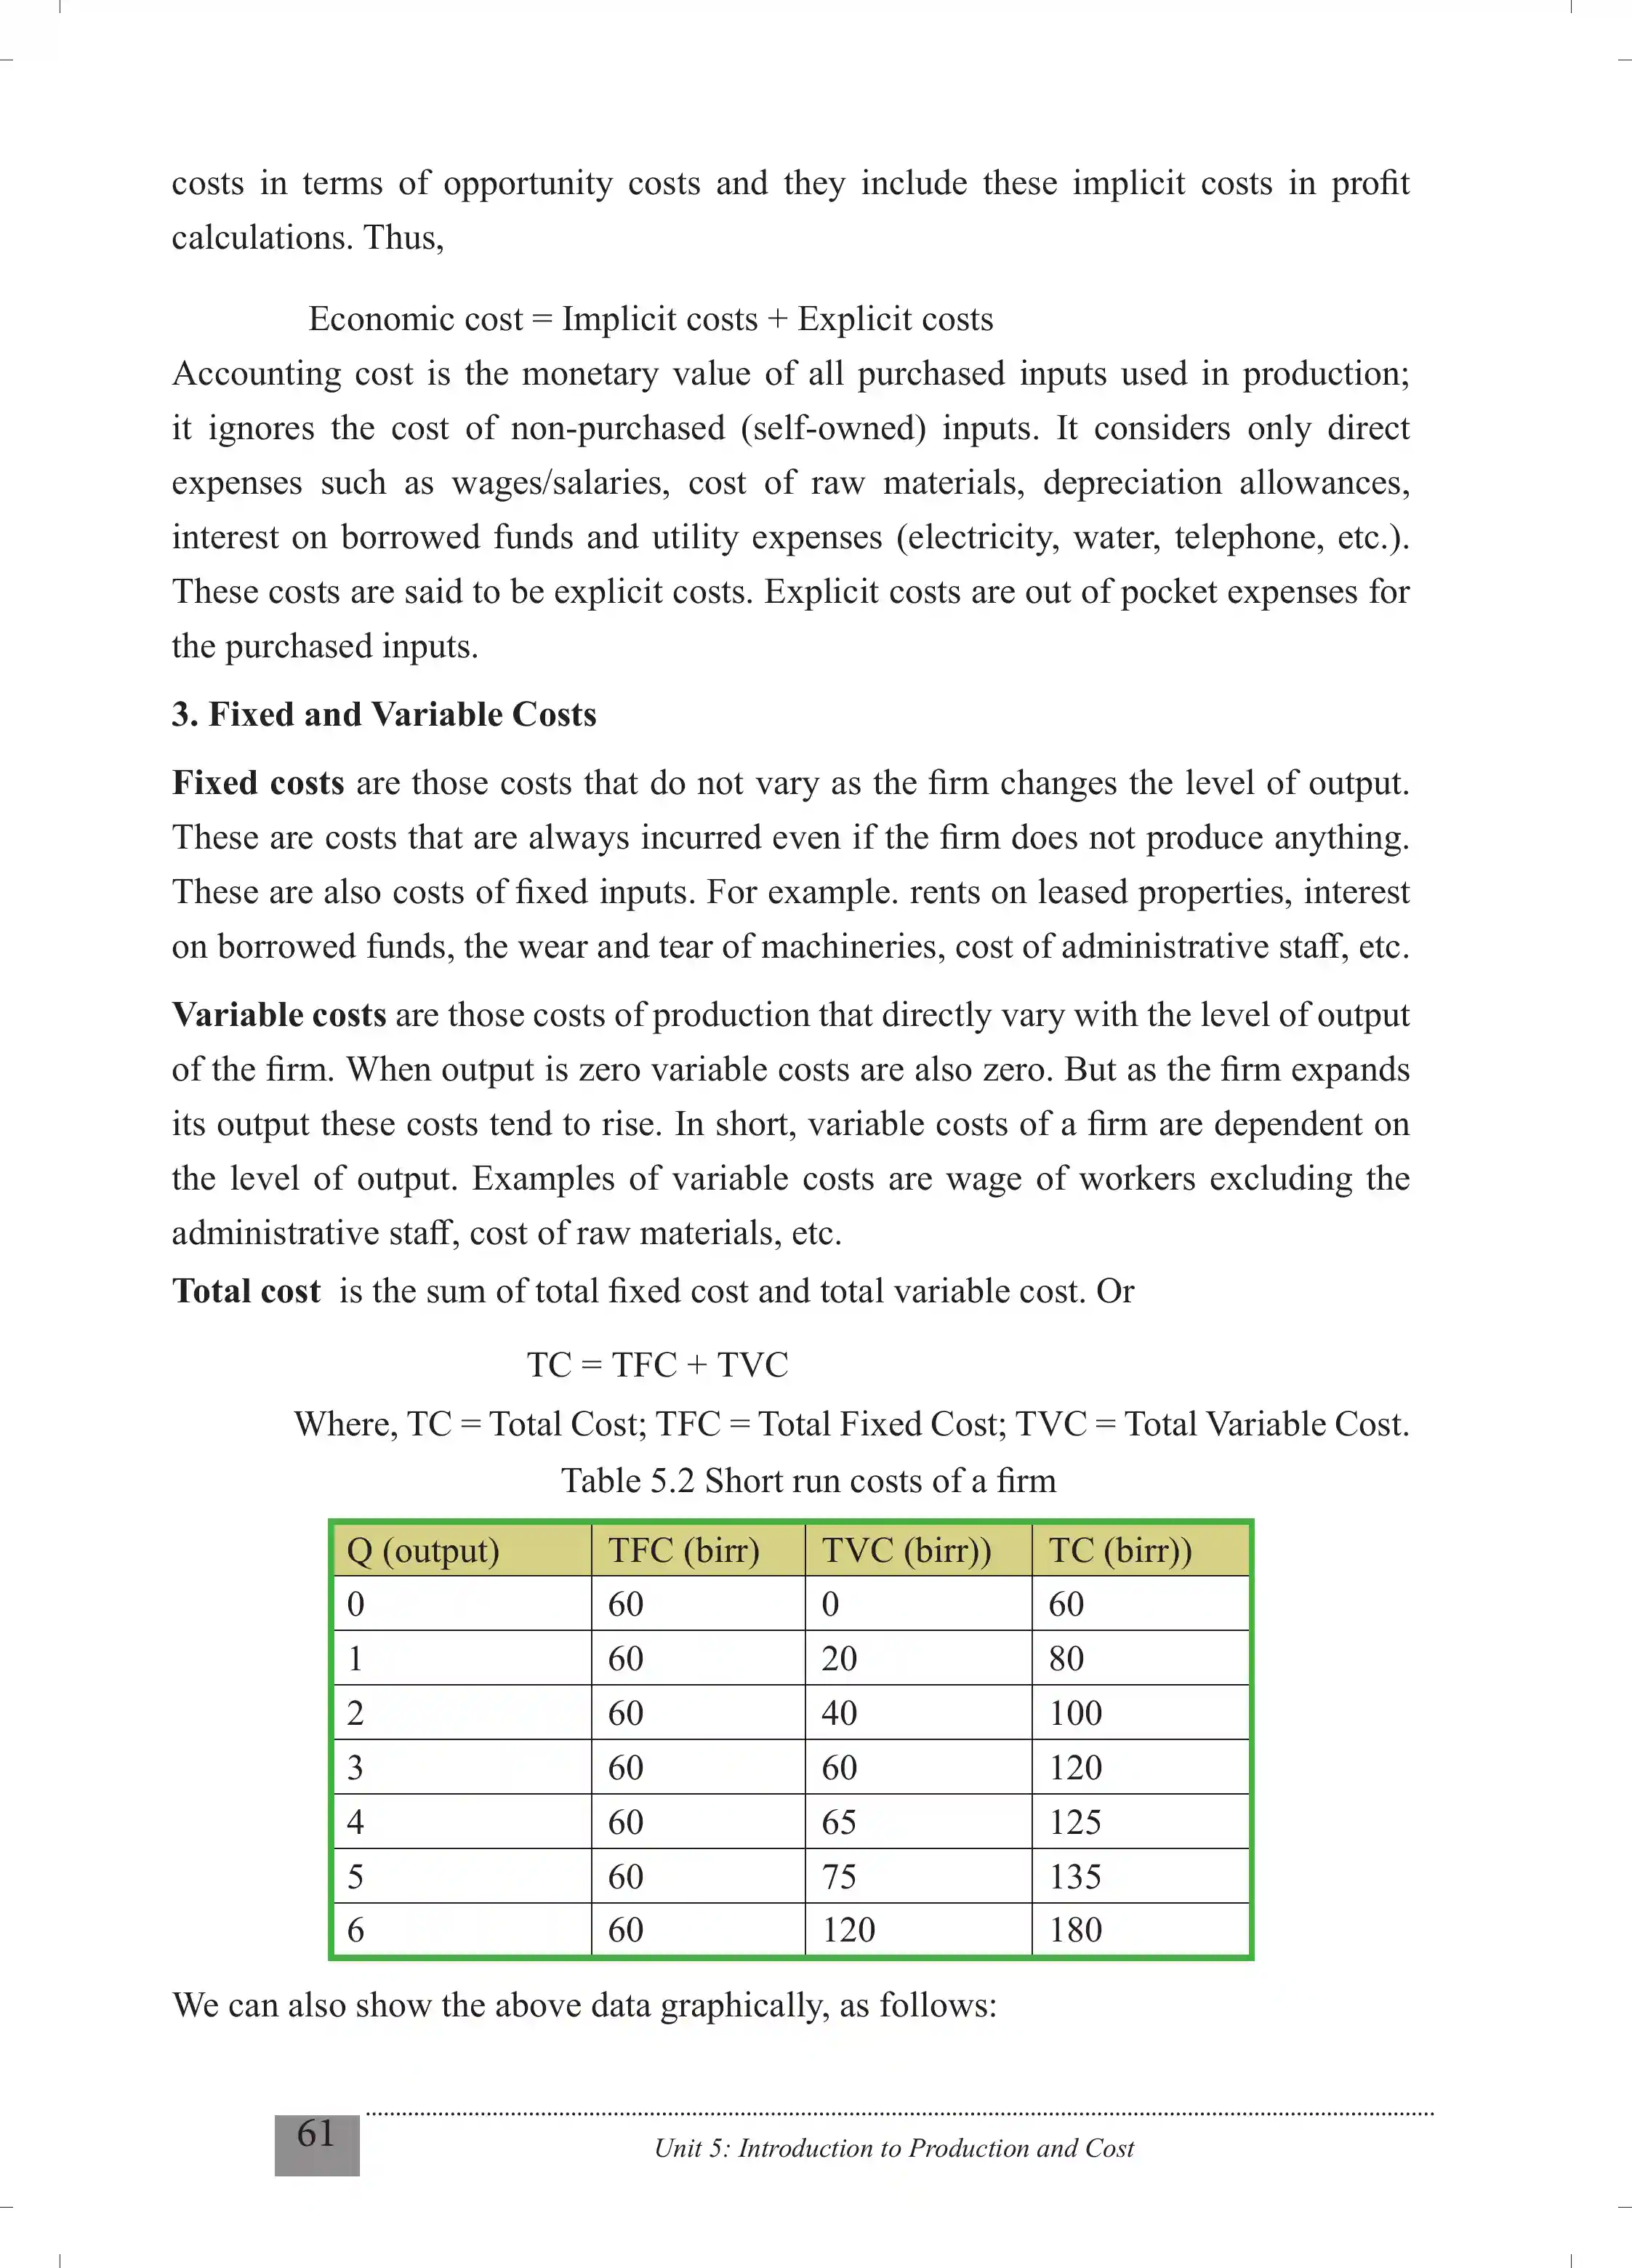 costs in terms of opportunity costs and they include these implicit costs in profit
calculations. Thus,
Economic cost = Implicit costs + Explicit costs
Accounting cost is the monetary value of all purchased inputs used in production;
it ignores the cost of non-purchased (self-owned) inputs. It considers only direct
expenses such as wages/salaries, cost of raw materials, depreciation allowances,
interest on borrowed funds and utility expenses (electricity, water, telephone, etc.).
These costs are said to be explicit costs. Explicit costs are out of pocket expenses for
the purchased inputs.
3. Fixed and Variable Costs
Fixed costs are those costs that do not vary as the firm changes the level of output.
These are costs that are always incurred even if the firm does not produce anything.
These are also costs of fixed inputs. For example. rents on leased properties, interest
on borrowed funds, the wear and tear of machineries, cost of administrative staff, etc.
Variable costs are those costs of production that directly vary with the level of output
of the firm. When output is zero variable costs are also zero. But as the firm expands
its output these costs tend to rise. In short, variable costs of a firm are dependent on
the level of output. Examples of variable costs are wage of workers excluding the
administrative staff, cost of raw materials, etc.
Total cost is the sum of total fixed cost and total variable cost. Or
TC = TFC + TVC
Where, TC = Total Cost; TFC = Total Fixed Cost; TVC = Total Variable Cost.
Table 5.2 Short run costs of a firm
Q (output) TFC (birr) TVC (birr)) TC (birr))
0 60 0 60
1 60 20 80
2 60 40 100
3 60 60 120
4 60 65 125
5 60 75 135
6 60 120 180
We can also show the above data graphically, as follows:
61
Unit 5: Introduction to Production and Cost